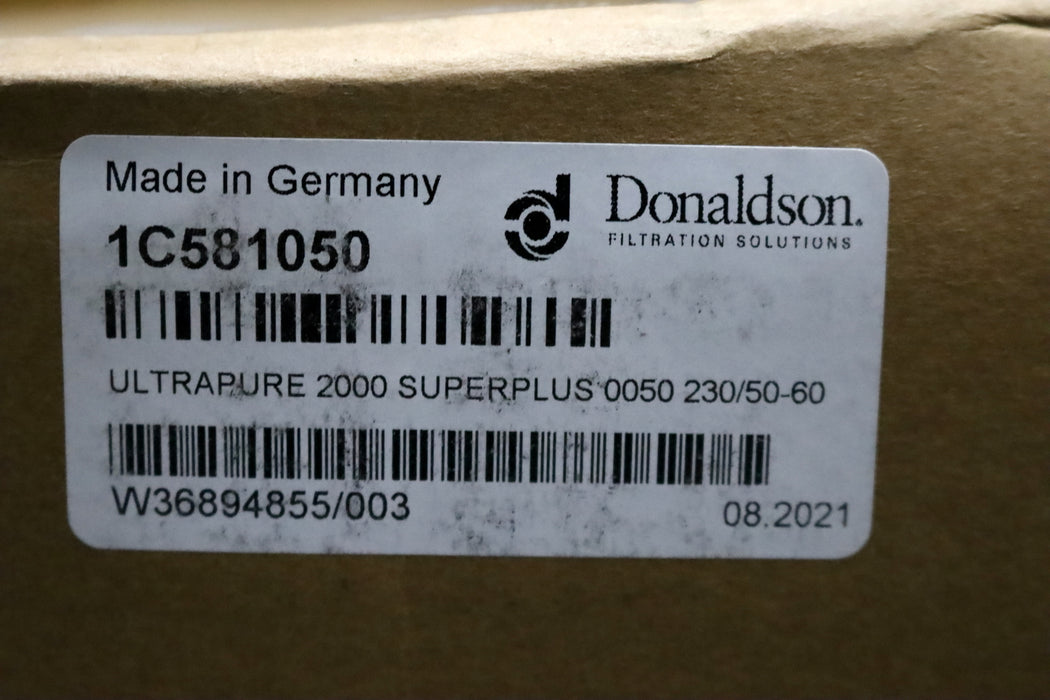 Made in Germany
Donaldson.
FILTRATION SOLUTIONS
1C581050
ULTRAPURE 2000 SUPERPLUS 0050 230/50-60
W36894855/003
08.2021